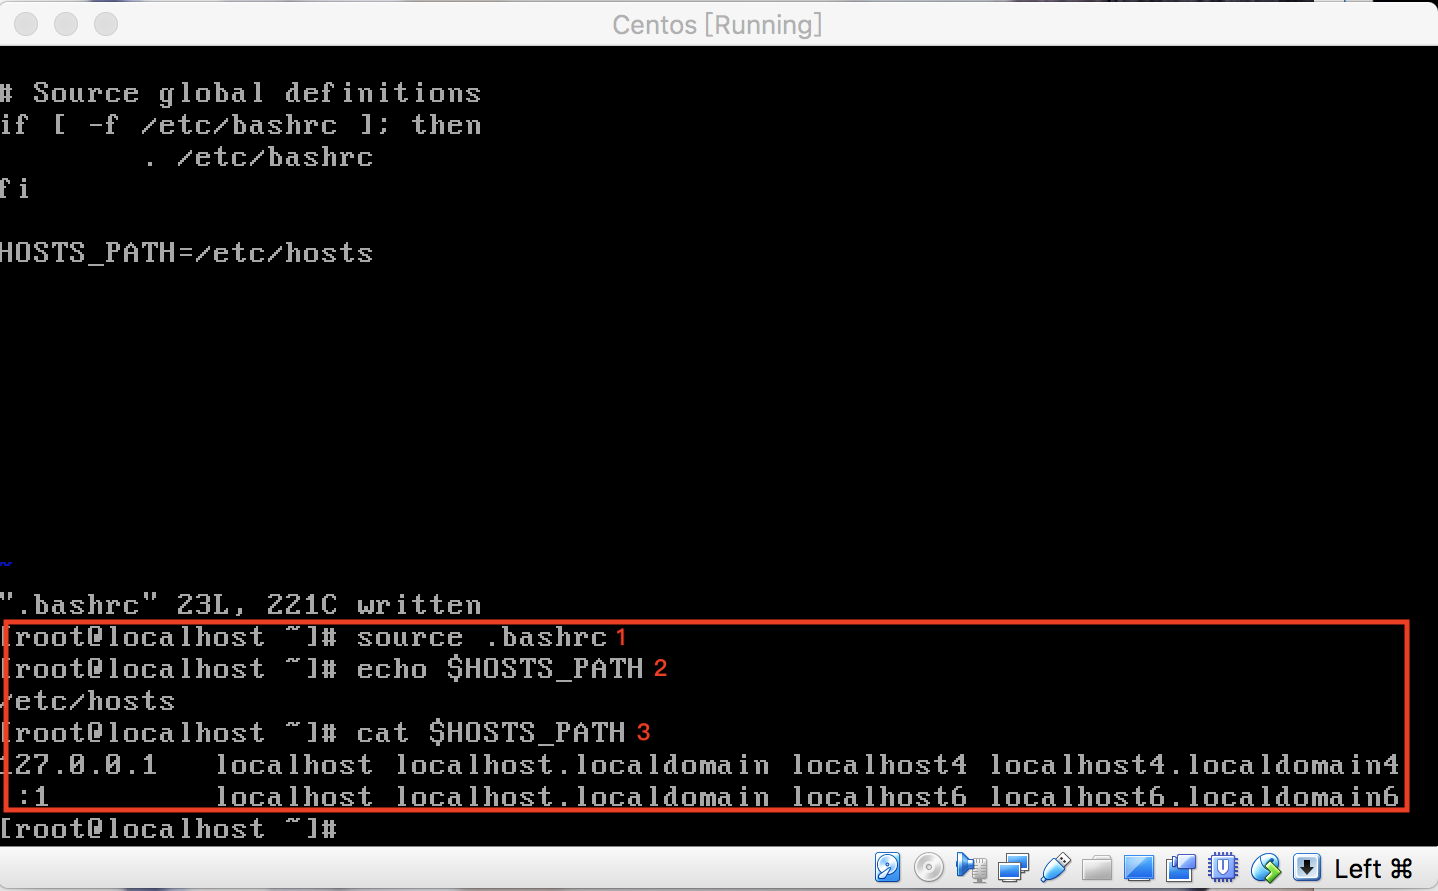 Centos [Running]
# Source global definitions
if [ -f /etc/bashrc ]; then
        . /etc/bashrc
fi
HOSTS_PATH=/etc/hosts
~
".bashrc" 23L, 221C written
[root@localhost ~]# source .bashrc 1
[root@localhost ~]# echo $HOSTS_PATH 2
/etc/hosts
[root@localhost ~]# cat $HOSTS_PATH 3
127.0.0.1   localhost localhost.localdomain localhost4 localhost4.localdomain4
::1         localhost localhost.localdomain localhost6 localhost6.localdomain6
[root@localhost ~]#
Left ⌘